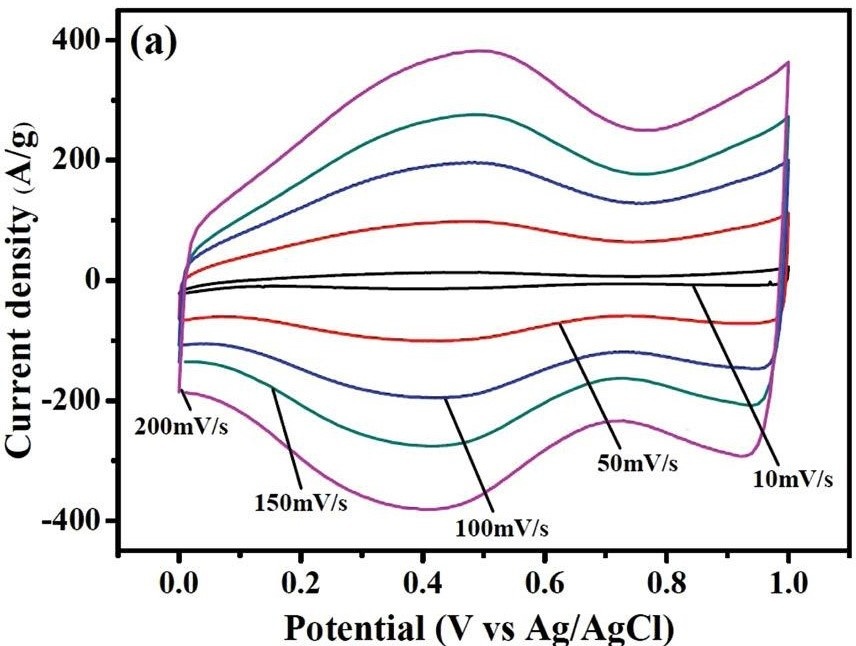 (a)
Current density (A/g)
400
200
0
-200
-400
200mV/s
150mV/s
100mV/s
50mV/s
10mV/s
0.0 0.2 0.4 0.6 0.8 1.0
Potential (V vs Ag/AgCl)